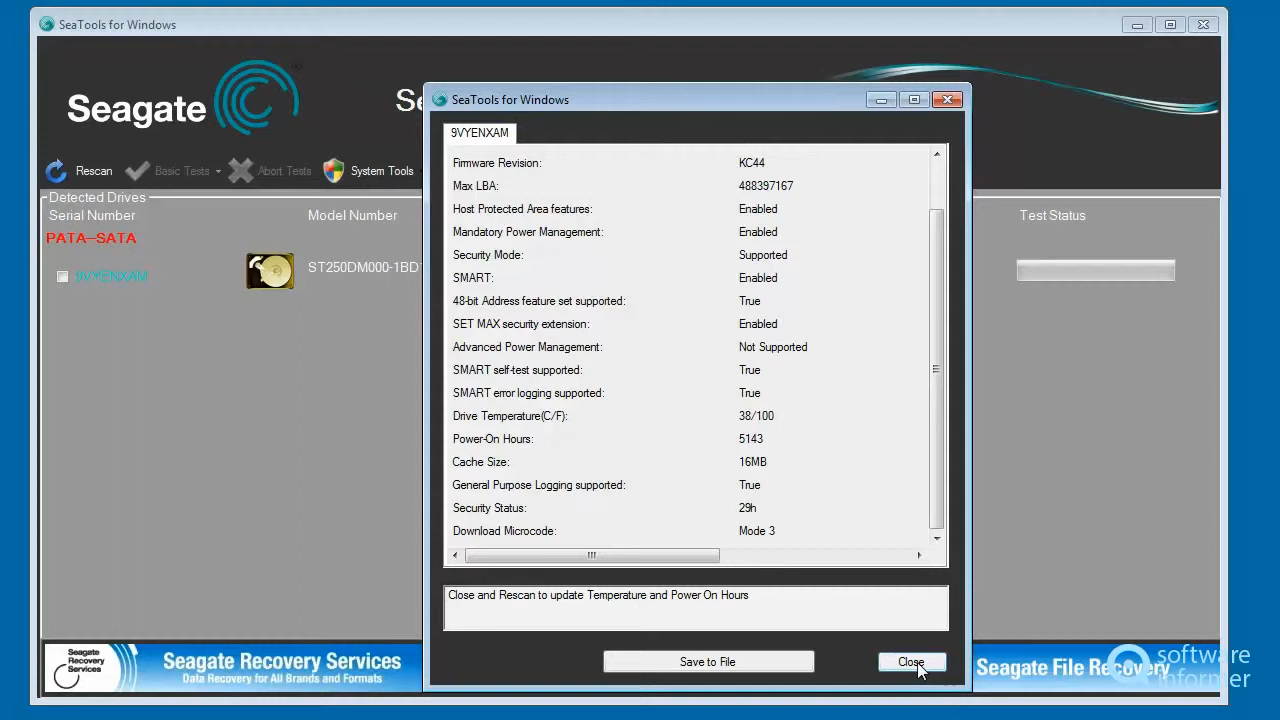 SeaTools for Windows
Seagate
Se
Rescan
Basic Tests
Abort Tests
System Tools
Detected Drives
Serial Number
Model Number
Test Status
PATA--SATA
9VYENXAM
ST250DM000-1BD
SeaTools for Windows
9VYENXAM
Firmware Revision: KC44
Max LBA: 488397167
Host Protected Area features: Enabled
Mandatory Power Management: Enabled
Security Mode: Supported
SMART: Enabled
48-bit Address feature set supported: True
SET MAX security extension: Enabled
Advanced Power Management: Not Supported
SMART self-test supported: True
SMART error logging supported: True
Drive Temperature(C/F): 38/100
Power-On Hours: 5143
Cache Size: 16MB
General Purpose Logging supported: True
Security Status: 29h
Download Microcode: Mode 3
Close and Rescan to update Temperature and Power On Hours
Save to File
Close
Seagate
Recovery
Services
Seagate Recovery Services
Data Recovery for All Brands and Formats
Seagate File Recovery
software
informer